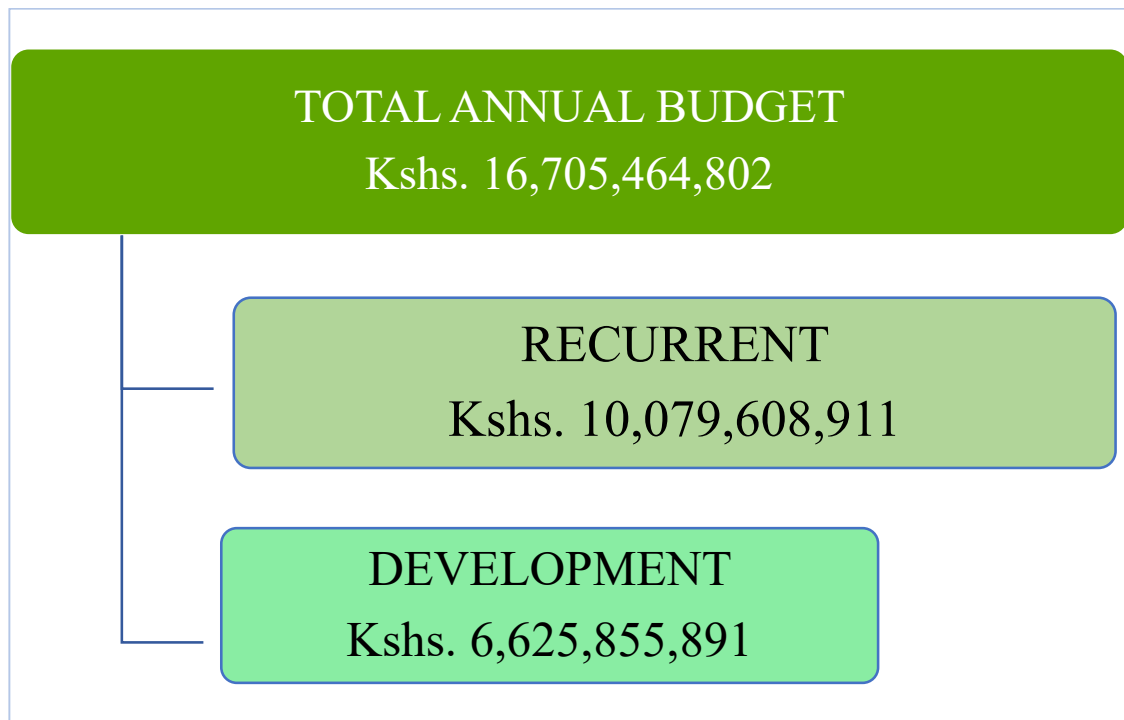 TOTAL ANNUAL BUDGET
Kshs. 16,705,464,802
RECURRENT
Kshs. 10,079,608,911
DEVELOPMENT
Kshs. 6,625,855,891